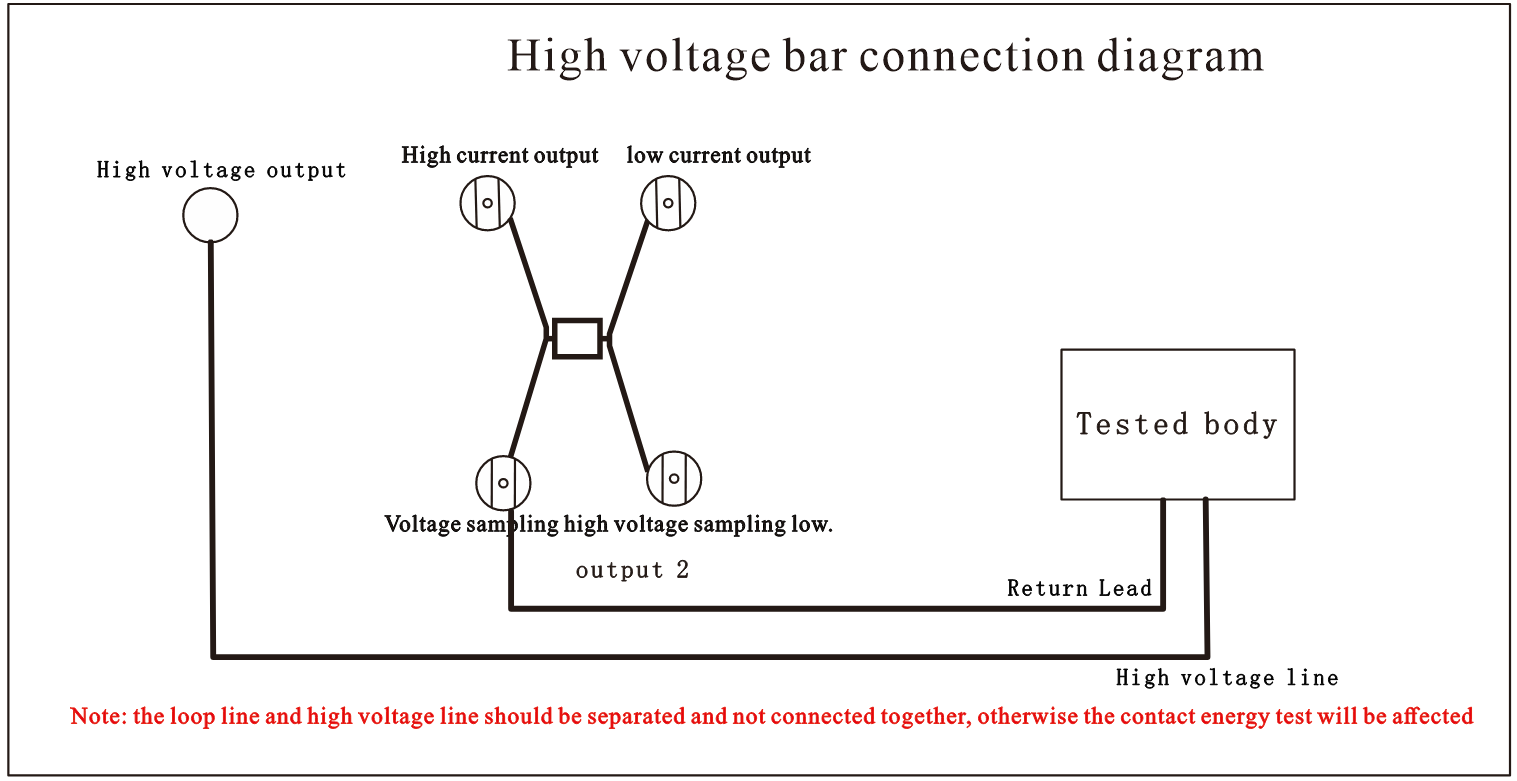 High voltage bar connection diagram
High voltage output
High current output
low current output
Tested body
Voltage sampling high voltage sampling low.
output 2
Return Lead
High voltage line
Note: the loop line and high voltage line should be separated and not connected together, otherwise the contact energy test will be affected